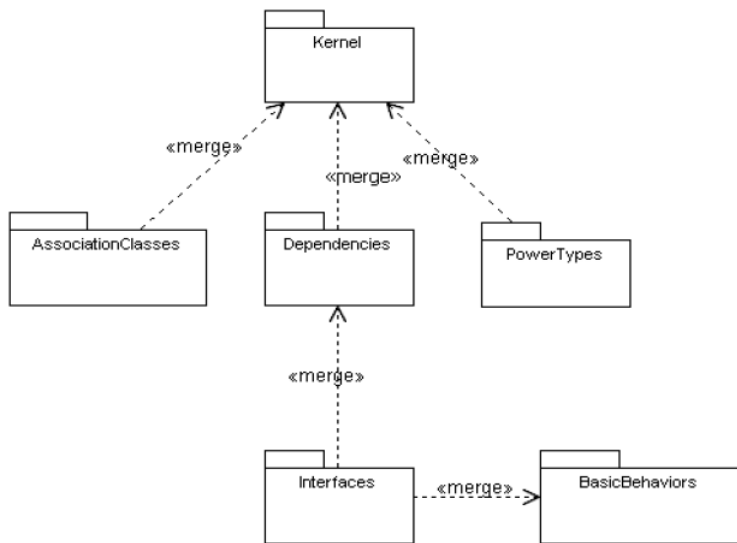 Kernel
«merge»
«merge»
«merge»
AssociationClasses
Dependencies
PowerTypes
«merge»
Interfaces
«merge»
BasicBehaviors